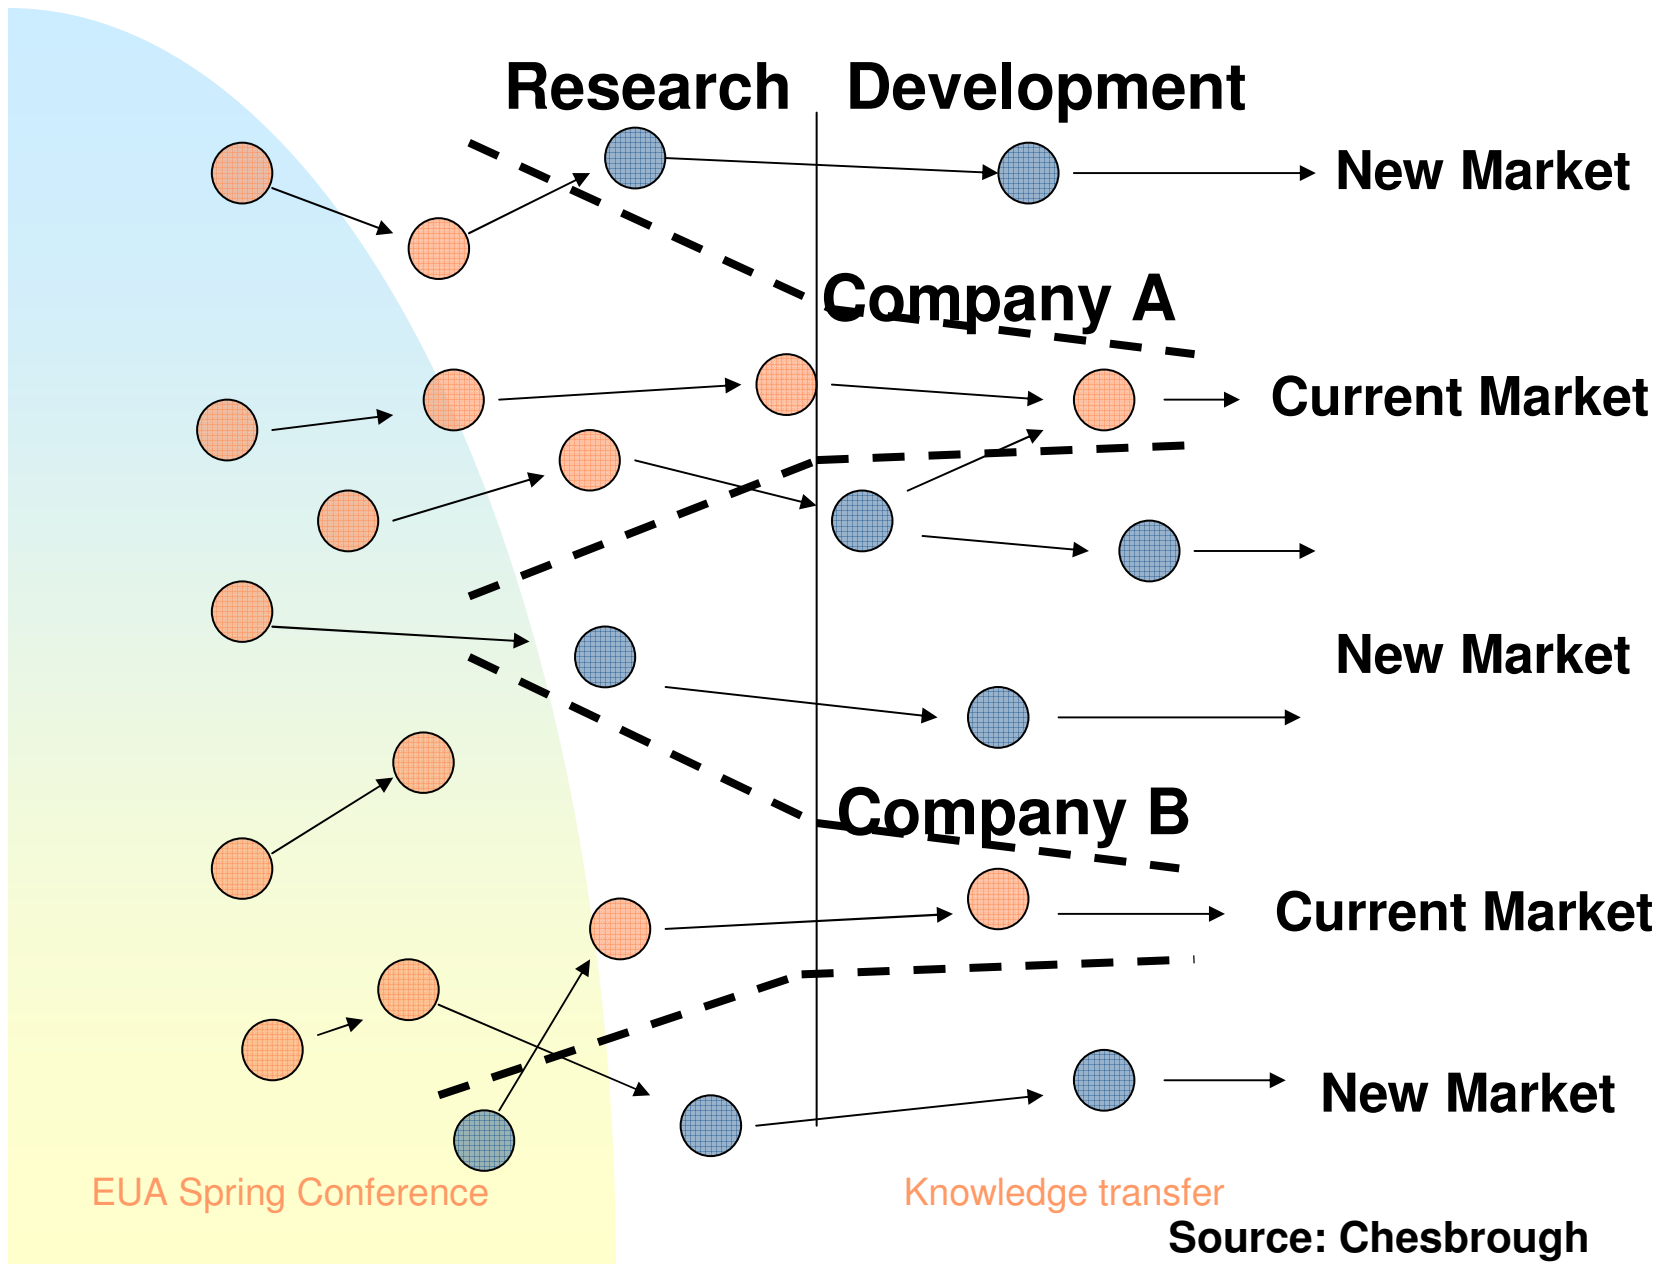 Research Development
New Market
Company A
Current Market
New Market
Company B
Current Market
New Market
EUA Spring Conference
Knowledge transfer
Source: Chesbrough